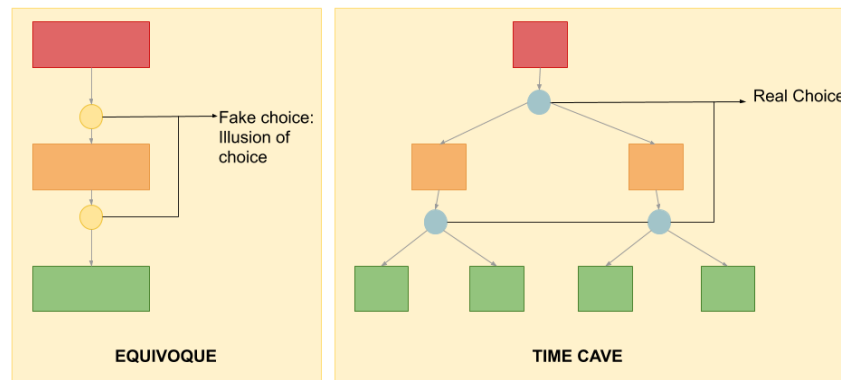 Fake choice:
Illusion of
choice
EQUIVOQUE
Real Choice
TIME CAVE